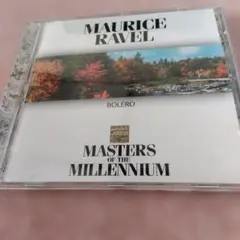 MAURICE
RAVEL
BOLÉRO
MASTERS
OF THE
MILLENNIUM